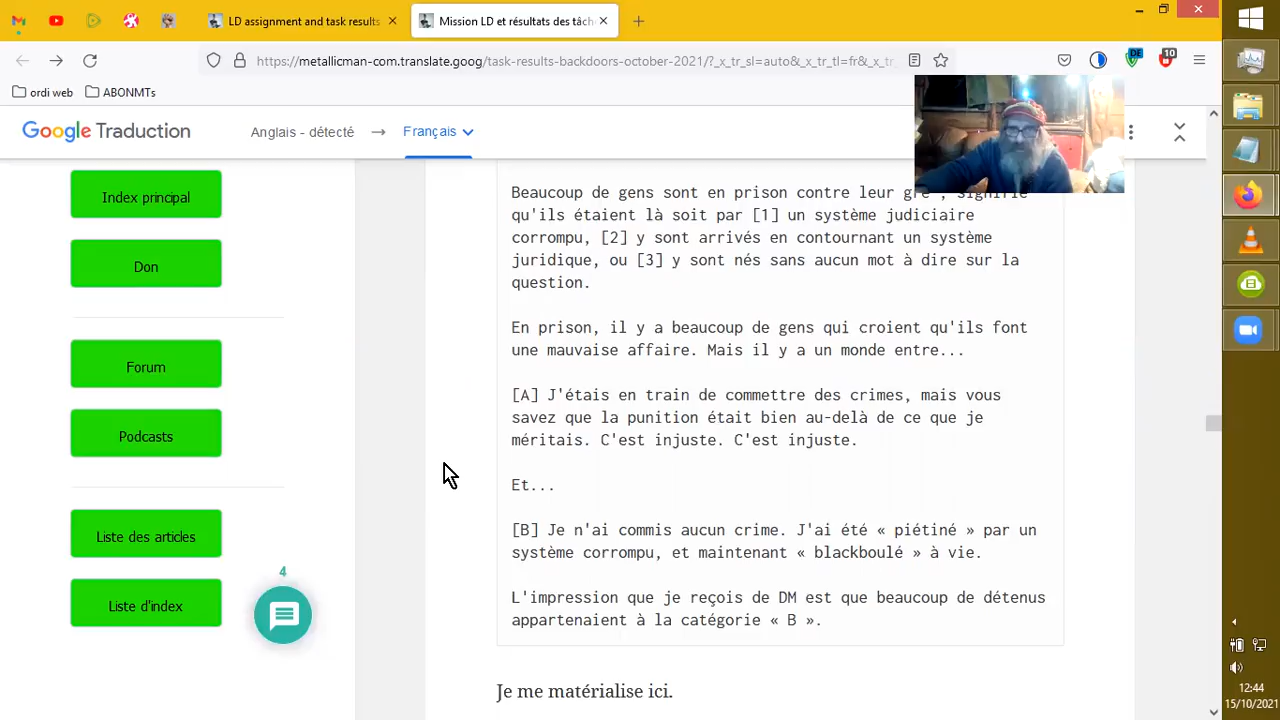 LD assignment and task results
Mission LD et résultats des tâch
https://metallicman-com.translate.goog/task-results-backdoors-october-2021/?_x_tr_sl=auto&_x_tr_tl=fr&_x_tr_
DE
10
ordi web
ABONMTs
Google Traduction
Anglais - détecté
Français
Index principal
Don
Forum
Podcasts
Liste des articles
Liste d'index
4
Beaucoup de gens sont en prison contre leur gré , signifie
qu'ils étaient là soit par [1] un système judiciaire
corrompu, [2] y sont arrivés en contournant un système
juridique, ou [3] y sont nés sans aucun mot à dire sur la
question.
En prison, il y a beaucoup de gens qui croient qu'ils font
une mauvaise affaire. Mais il y a un monde entre...
[A] J'étais en train de commettre des crimes, mais vous
savez que la punition était bien au-delà de ce que je
méritais. C'est injuste. C'est injuste.
Et...
[B] Je n'ai commis aucun crime. J'ai été « piétiné » par un
système corrompu, et maintenant « blackboulé » à vie.
L'impression que je reçois de DM est que beaucoup de détenus
appartenaient à la catégorie « B ».
Je me matérialise ici.
12:44
15/10/2021